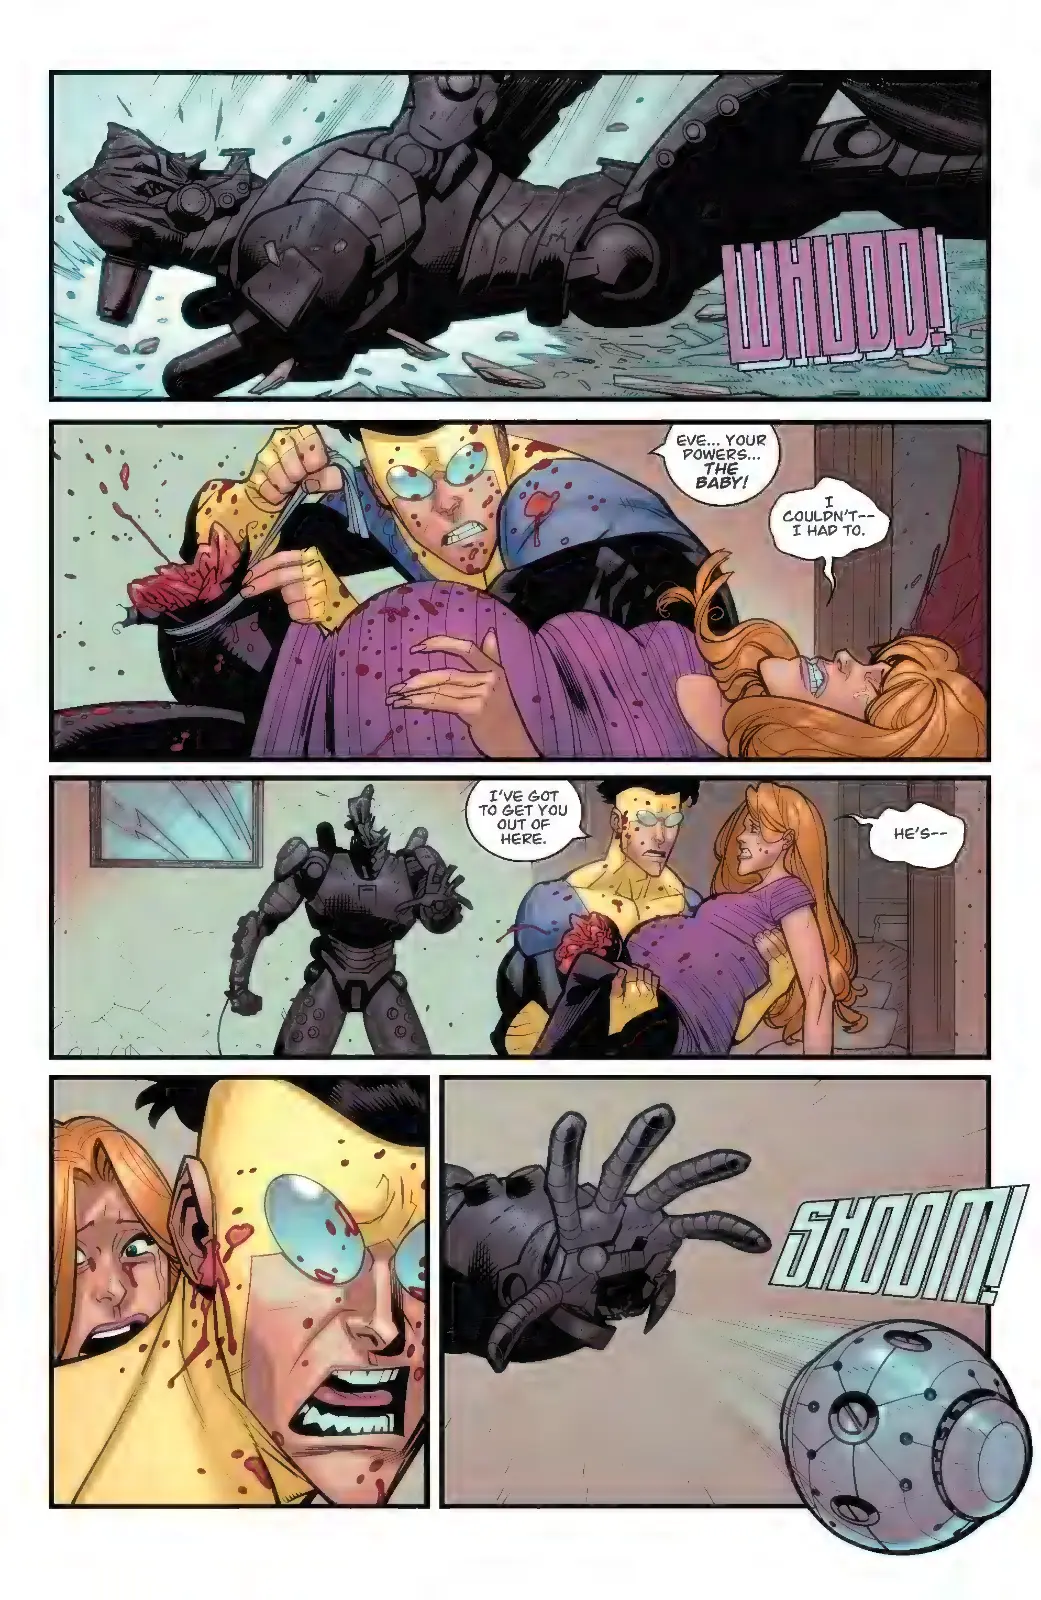 WHUDD!
EVE... YOUR
POWERS...
THE
BABY!
I
COULDN'T--
I HAD TO.
I'VE GOT
TO GET YOU
OUT OF
HERE.
HE'S--
SHOOM!